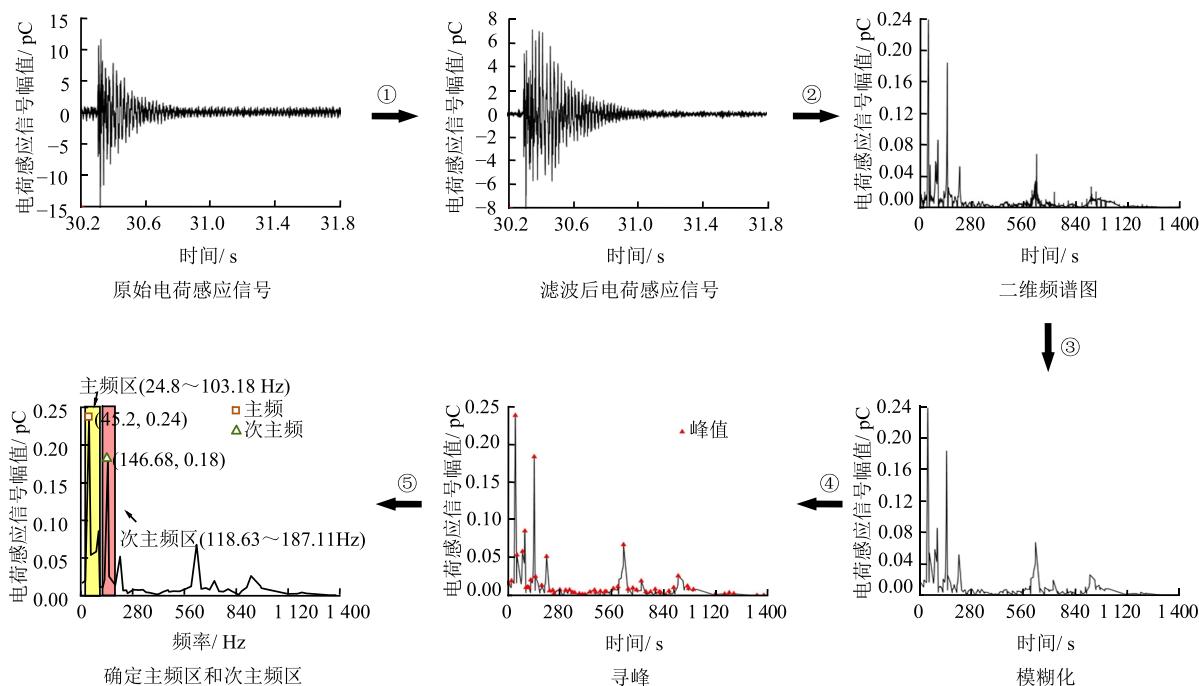 电荷感应信号幅值/ pC
15
10
5
0
−5
−10
−15
30.2 30.6 31.0 31.4 31.8
时间/ s
原始电荷感应信号
①
电荷感应信号幅值/ pC
8
6
4
2
0
−2
−4
−6
−8
30.2 30.6 31.0 31.4 31.8
时间/ s
滤波后电荷感应信号
②
电荷感应信号幅值/ pC
0.24
0.20
0.16
0.12
0.08
0.04
0.00
0 280 560 840 1 120 1 400
时间/ s
二维频谱图
③
电荷感应信号幅值/ pC
0.24
0.20
0.16
0.12
0.08
0.04
0.00
0 280 560 840 1 120 1 400
时间/ s
模糊化
④
电荷感应信号幅值/ pC
0.25
0.20
0.15
0.10
0.05
0.00
峰值
0 280 560 840 1 120 1 400
时间/ s
寻峰
⑤
主频区(24.8～103.18 Hz)
电荷感应信号幅值/ pC
0.25
0.20
0.15
0.10
0.05
0.00
主频
次主频
(45.2, 0.24)
(146.68, 0.18)
次主频区(118.63～187.11Hz)
0 280 560 840 1 120 1 400
频率/ Hz
确定主频区和次主频区